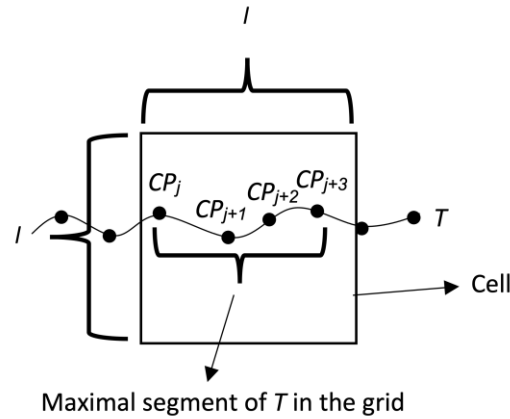 l
CPj
CPj+1
CPj+2
CPj+3
l
T
Cell
Maximal segment of T in the grid